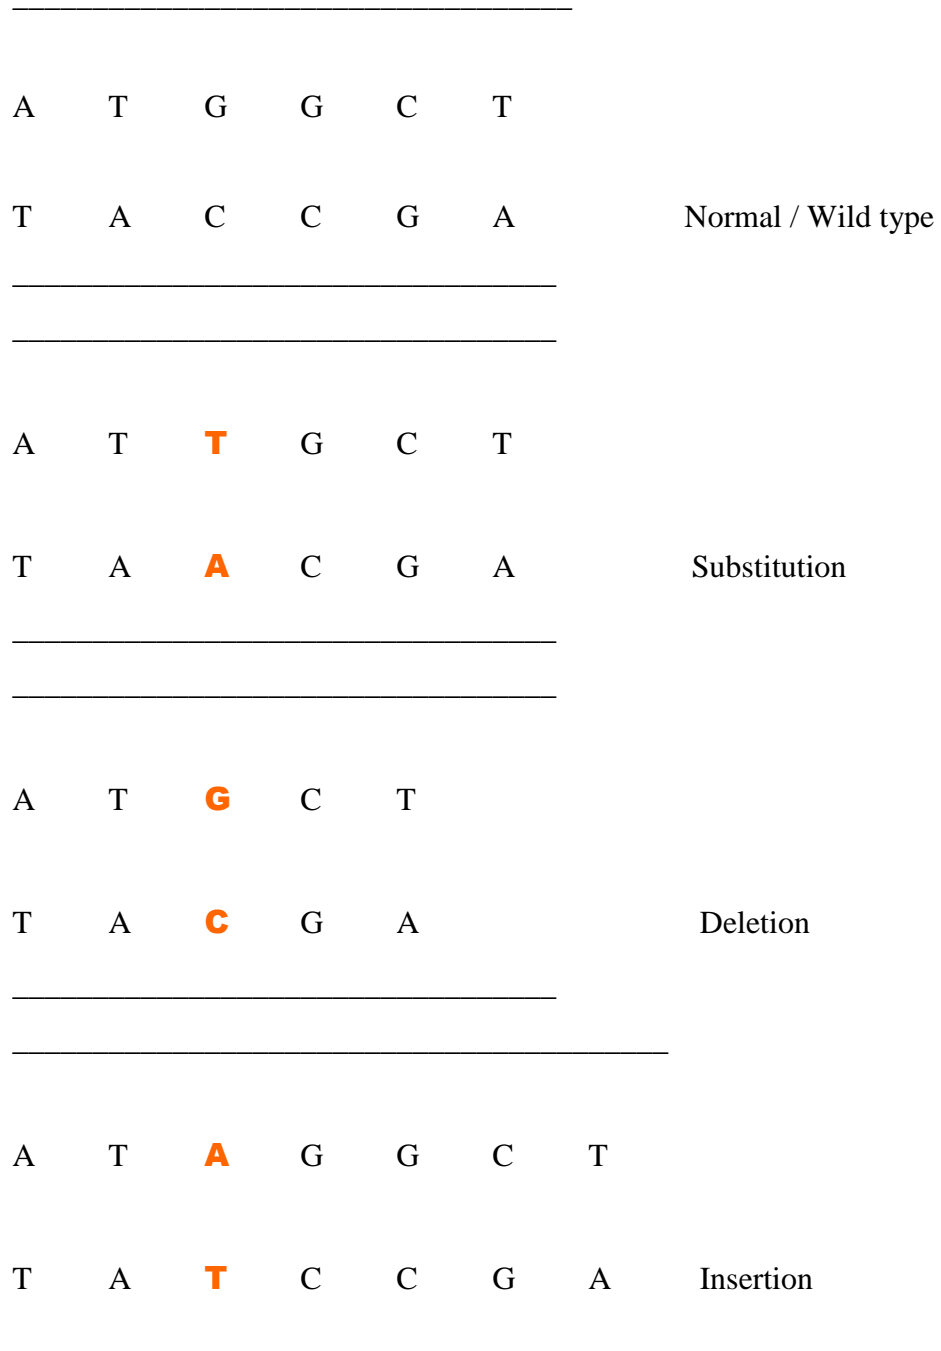 A T G G C T
T A C C G A Normal / Wild type
A T T G C T
T A A C G A Substitution
A T G C T
T A C G A Deletion
A T A G G C T
T A T C C G A Insertion